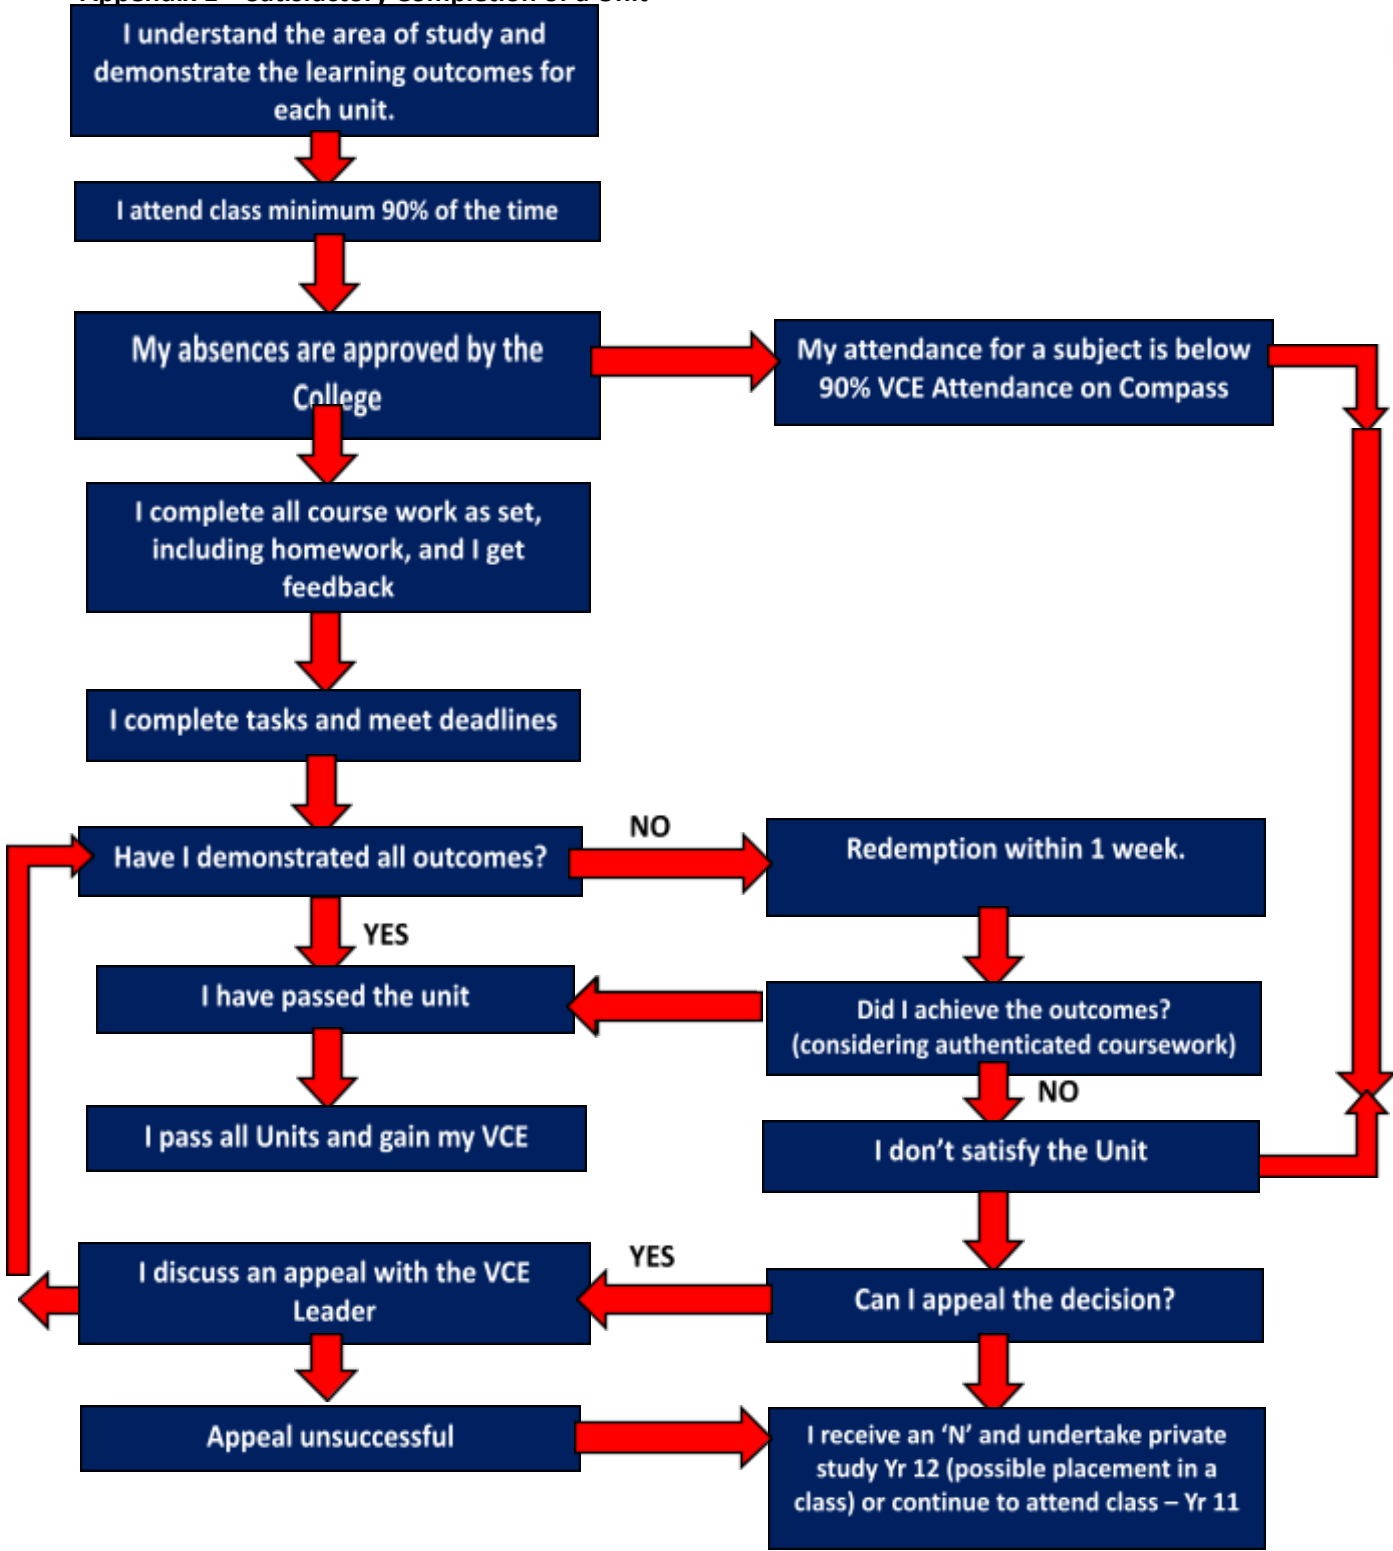 I understand the area of study and
demonstrate the learning outcomes for
each unit.
I attend class minimum 90% of the time
My absences are approved by the
College
My attendance for a subject is below
90% VCE Attendance on Compass
I complete all course work as set,
including homework, and I get
feedback
I complete tasks and meet deadlines
Have I demonstrated all outcomes?
NO
Redemption within 1 week.
YES
I have passed the unit
Did I achieve the outcomes?
(considering authenticated coursework)
NO
I pass all Units and gain my VCE
I don't satisfy the Unit
I discuss an appeal with the VCE
Leader
YES
Can I appeal the decision?
Appeal unsuccessful
I receive an ‘N’ and undertake private
study Yr 12 (possible placement in a
class) or continue to attend class – Yr 11